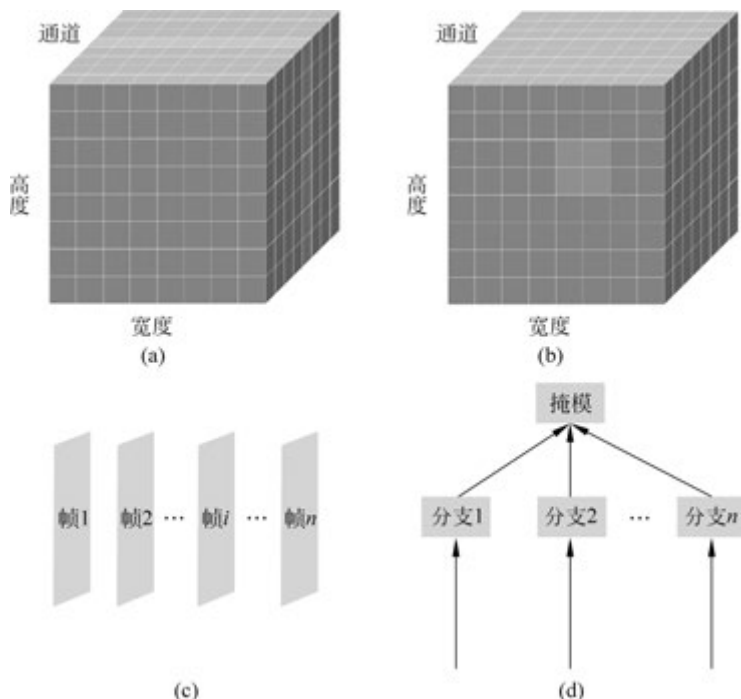 通道
高度
宽度
(a)
通道
高度
宽度
(b)
帧1 帧2 … 帧i … 帧n
(c)
掩模
分支1 分支2 … 分支n
(d)